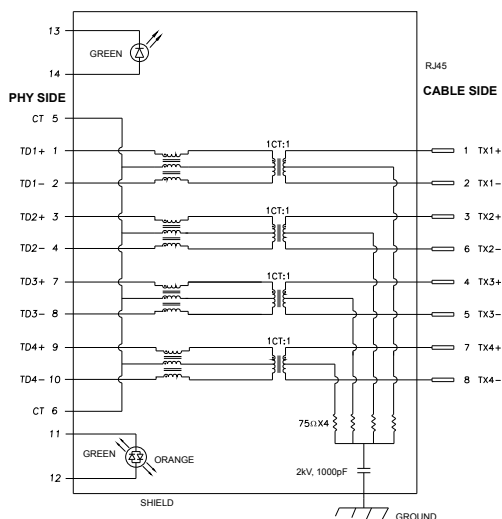 13
GREEN
14
RJ45
PHY SIDE
CABLE SIDE
CT 5
1CT:1
TD1+ 1
1 TX1+
TD1- 2
2 TX1-
1CT:1
TD2+ 3
3 TX2+
TD2- 4
6 TX2-
1CT:1
TD3+ 7
4 TX3+
TD3- 8
5 TX3-
1CT:1
TD4+ 9
7 TX4+
TD4- 10
8 TX4-
CT 6
75ΩX4
11
GREEN
ORANGE
12
2kV, 1000pF
SHIELD
GROUND